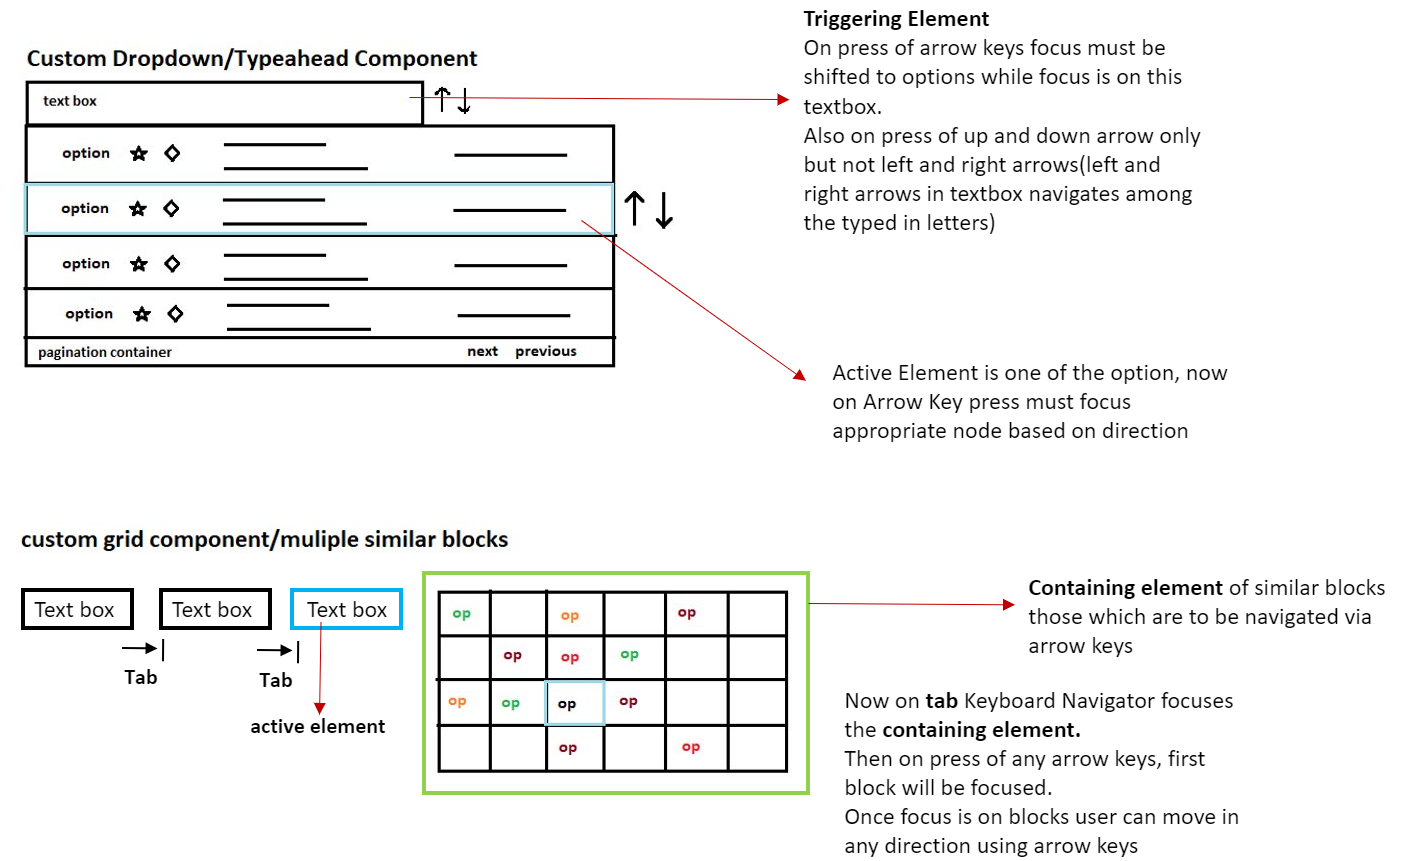 Custom Dropdown/Typeahead Component
text box
option
option
option
option
pagination container
next previous
Triggering Element
On press of arrow keys focus must be
shifted to options while focus is on this
textbox.
Also on press of up and down arrow only
but not left and right arrows(left and
right arrows in textbox navigates among
the typed in letters)
Active Element is one of the option, now
on Arrow Key press must focus
appropriate node based on direction
custom grid component/muliple similar blocks
Text box Text box Text box
Tab
Tab
active element
op op op
op op op
op op op op
op op
Containing element of similar blocks
those which are to be navigated via
arrow keys
Now on tab Keyboard Navigator focuses
the containing element.
Then on press of any arrow keys, first
block will be focused.
Once focus is on blocks user can move in
any direction using arrow keys